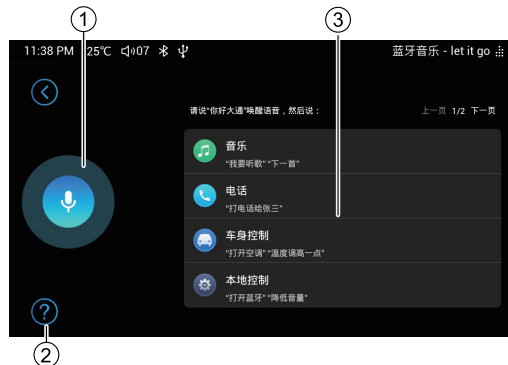 ① ③
11:38 PM 25℃ 07 蓝牙音乐 - let it go
请说“你好大通”唤醒语音，然后说： 上一页 1/2 下一页
音乐
“我要听歌” “下一首”
电话
“打电话给张三”
车身控制
“打开空调” “温度调高一点”
本地控制
“打开蓝牙” “降低音量”
?
②